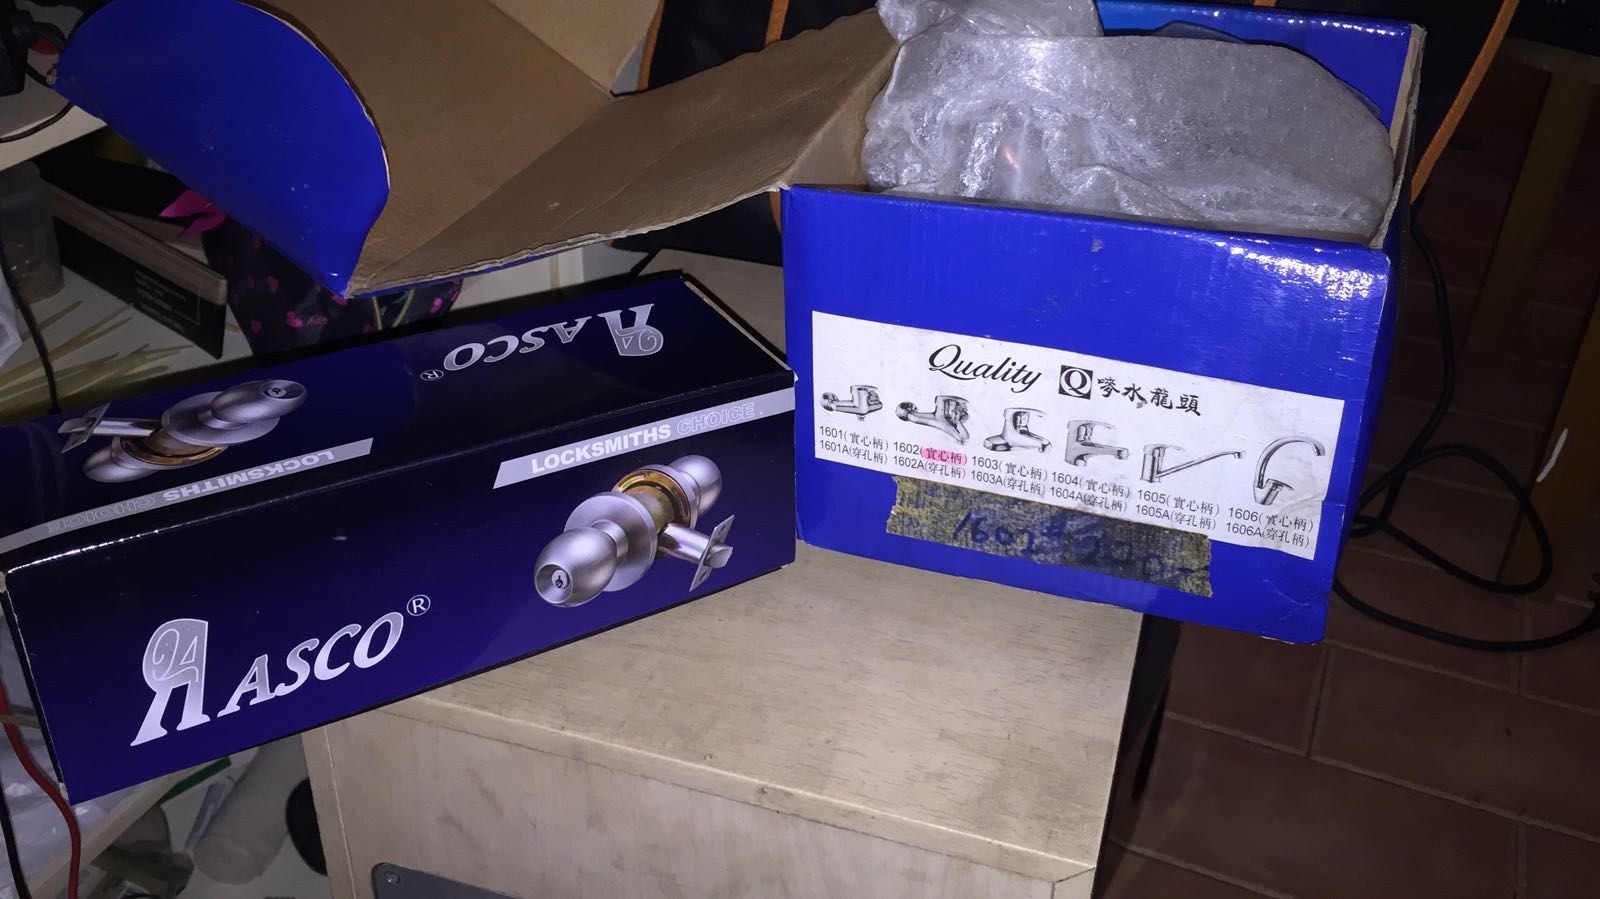 ASCO®
LOCKSMITHS CHOICE
LOCKSMITHS CHOICE
ASCO®
Quality Q 嘜水龍頭
1601(實心柄) 1602(實心柄) 1603(實心柄) 1604(實心柄) 1605(實心柄) 1606(實心柄)
1601A(穿孔柄) 1602A(穿孔柄) 1603A(穿孔柄) 1604A(穿孔柄) 1605A(穿孔柄) 1606A(穿孔柄)
1602#